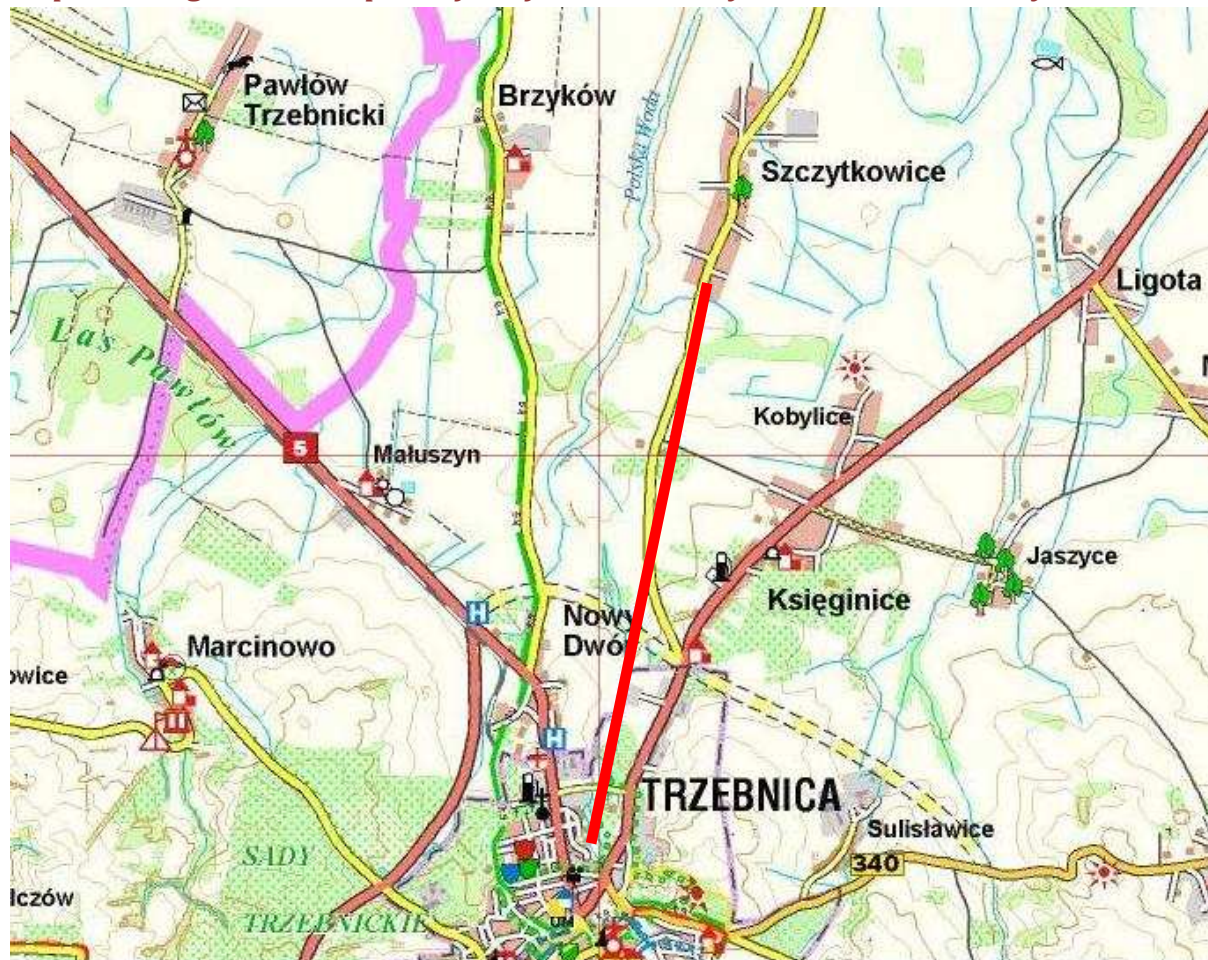 Pawłów
Trzebnicki
Brzyków
Polska Woda
Szczytkowice
Ligota
Las Pawłów
Kobylice
5
Małuszyn
Jaszyce
H
Księginice
Nowy
Dwór
Marcinowo
owice
H
TRZEBNICA
Sulisławice
340
SADY
TRZEBNICKIE
lczów
UM